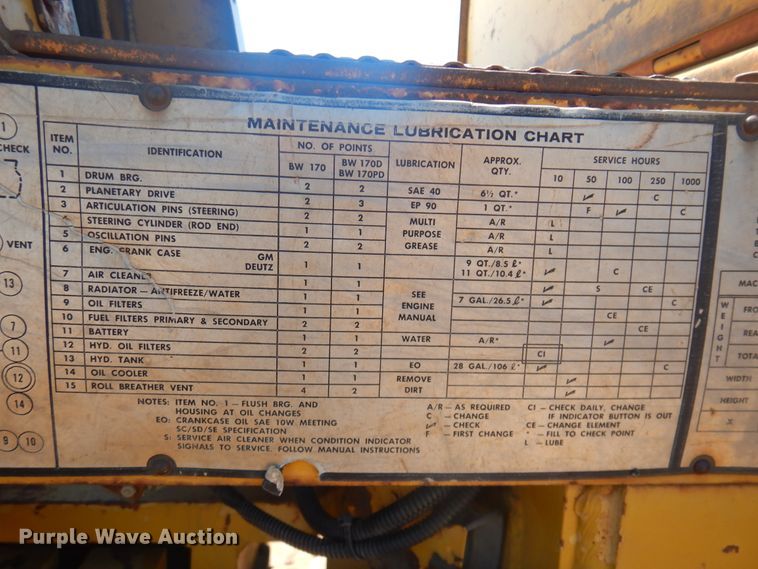 MAINTENANCE LUBRICATION CHART
ITEM NO. IDENTIFICATION NO. OF POINTS LUBRICATION APPROX. QTY. SERVICE HOURS
BW 170 BW 170D BW 170PD 10 50 100 250 1000
1 DRUM BRG. 2 2 SAE 40 6½ QT.* ✓ C
2 PLANETARY DRIVE 2 3 EP 90 1 QT.* F ✓ C
3 ARTICULATION PINS (STEERING) 2 2 MULTI PURPOSE GREASE A/R L
4 STEERING CYLINDER (ROD END) 1 1 A/R L
5 OSCILLATION PINS 2 2 A/R L
6 ENG. CRANK CASE GM DEUTZ 1 1 9 QT./8.5 ℓ* 11 QT./10.4 ℓ* ✓ C
7 AIR CLEANER 1 1 SEE ENGINE MANUAL S CE
8 RADIATOR – ANTIFREEZE/WATER 1 1 7 GAL./26.5 ℓ* ✓ C
9 OIL FILTERS 1 1 CE
10 FUEL FILTERS PRIMARY & SECONDARY 2 2 CE
11 BATTERY 1 1 WATER A/R* ✓
12 HYD. OIL FILTERS 2 2 CI
13 HYD. TANK 1 1 EO 28 GAL./106 ℓ* ✓ C
14 OIL COOLER 1 1 REMOVE DIRT ✓
15 ROLL BREATHER VENT 4 2 ✓
NOTES: ITEM NO. 1 – FLUSH BRG. AND
HOUSING AT OIL CHANGES
EO: CRANKCASE OIL SAE 10W MEETING
SC/SD/SE SPECIFICATION
S: SERVICE AIR CLEANER WHEN CONDITION INDICATOR
SIGNALS TO SERVICE. FOLLOW MANUAL INSTRUCTIONS
A/R – AS REQUIRED
C – CHANGE
✓ – CHECK
F – FIRST CHANGE
CI – CHECK DAILY, CHANGE
IF INDICATOR BUTTON IS OUT
CE – CHANGE ELEMENT
* – FILL TO CHECK POINT
L – LUBE
1
CHECK
VENT
13
7
11
12
14
9 10
MAC
WEIGHT
FRO
REA
TOTA
WIDTH
HEIGHT
X
Purple Wave Auction